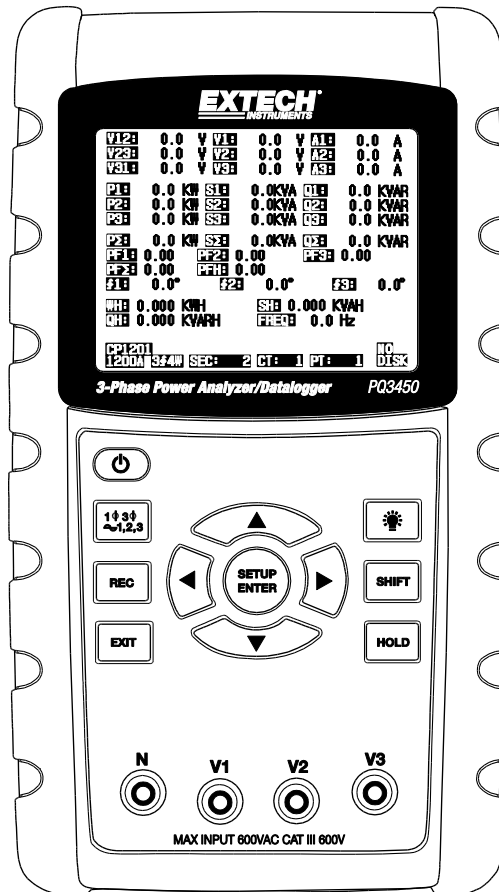 EXTECH
INSTRUMENTS
V12: 0.0 V V1: 0.0 V A1: 0.0 A
V23: 0.0 V V2: 0.0 V A2: 0.0 A
V31: 0.0 V V3: 0.0 V A3: 0.0 A
P1: 0.0 KW S1: 0.0KVA Q1: 0.0 KVAR
P2: 0.0 KW S2: 0.0KVA Q2: 0.0 KVAR
P3: 0.0 KW S3: 0.0KVA Q3: 0.0 KVAR
PΣ: 0.0 KW SΣ: 0.0KVA QΣ: 0.0 KVAR
PF1: 0.00 PF2: 0.00 PF3: 0.00
PFΣ: 0.00 PFH: 0.00
ϕ1: 0.0° ϕ2: 0.0° ϕ3: 0.0°
WH: 0.000 KWH SH: 0.000 KVAH
QH: 0.000 KVARH FREQ: 0.0 Hz
CP1201 NO
1200A 3ϕ4W SEC: 2 CT: 1 PT: 1 DISK
3-Phase Power Analyzer/Datalogger PQ3450
1ϕ 3ϕ
~1,2,3
REC
EXIT
SETUP
ENTER
SHIFT
HOLD
N V1 V2 V3
MAX INPUT 600VAC CAT III 600V